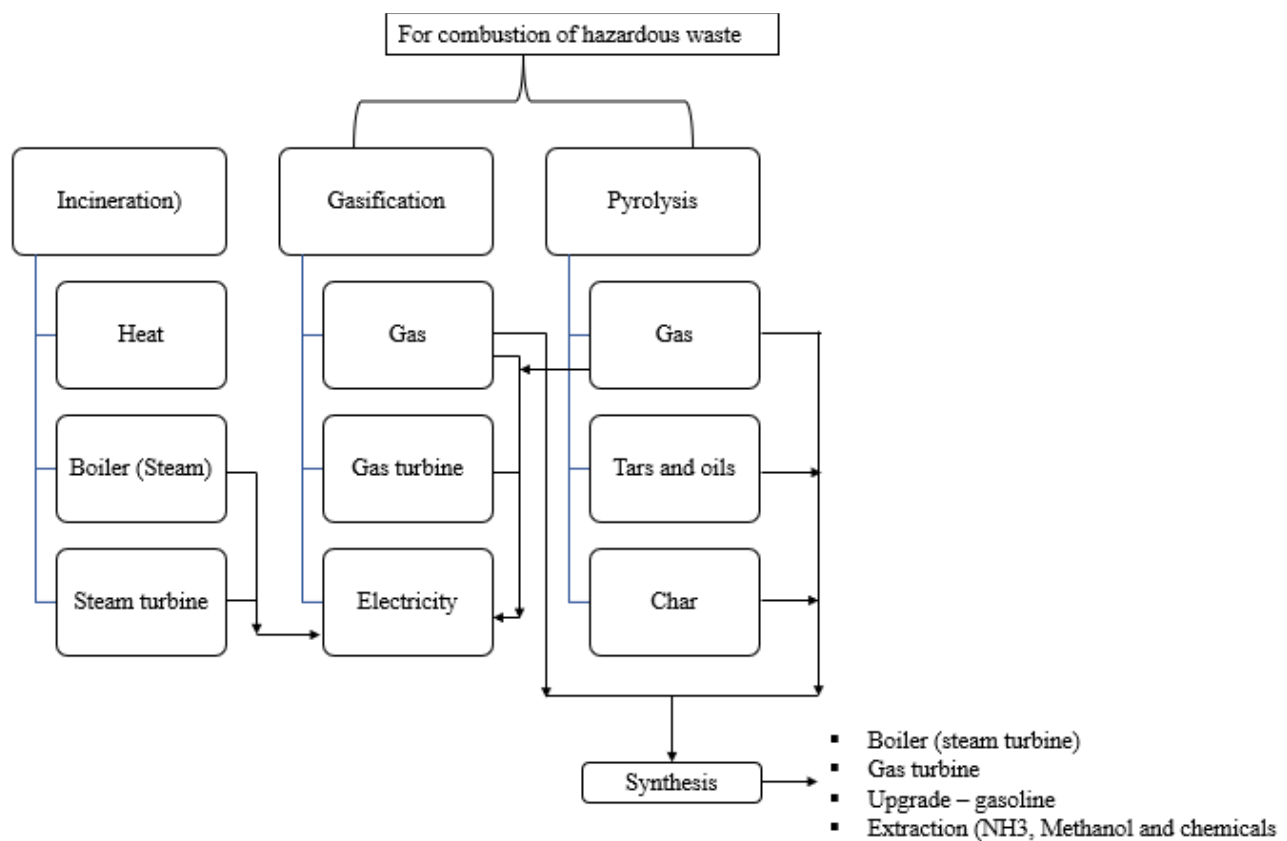 For combustion of hazardous waste
Incineration)
Gasification
Pyrolysis
Heat
Gas
Gas
Boiler (Steam)
Gas turbine
Tars and oils
Steam turbine
Electricity
Char
Synthesis
▪ Boiler (steam turbine)
▪ Gas turbine
▪ Upgrade – gasoline
▪ Extraction (NH3, Methanol and chemicals